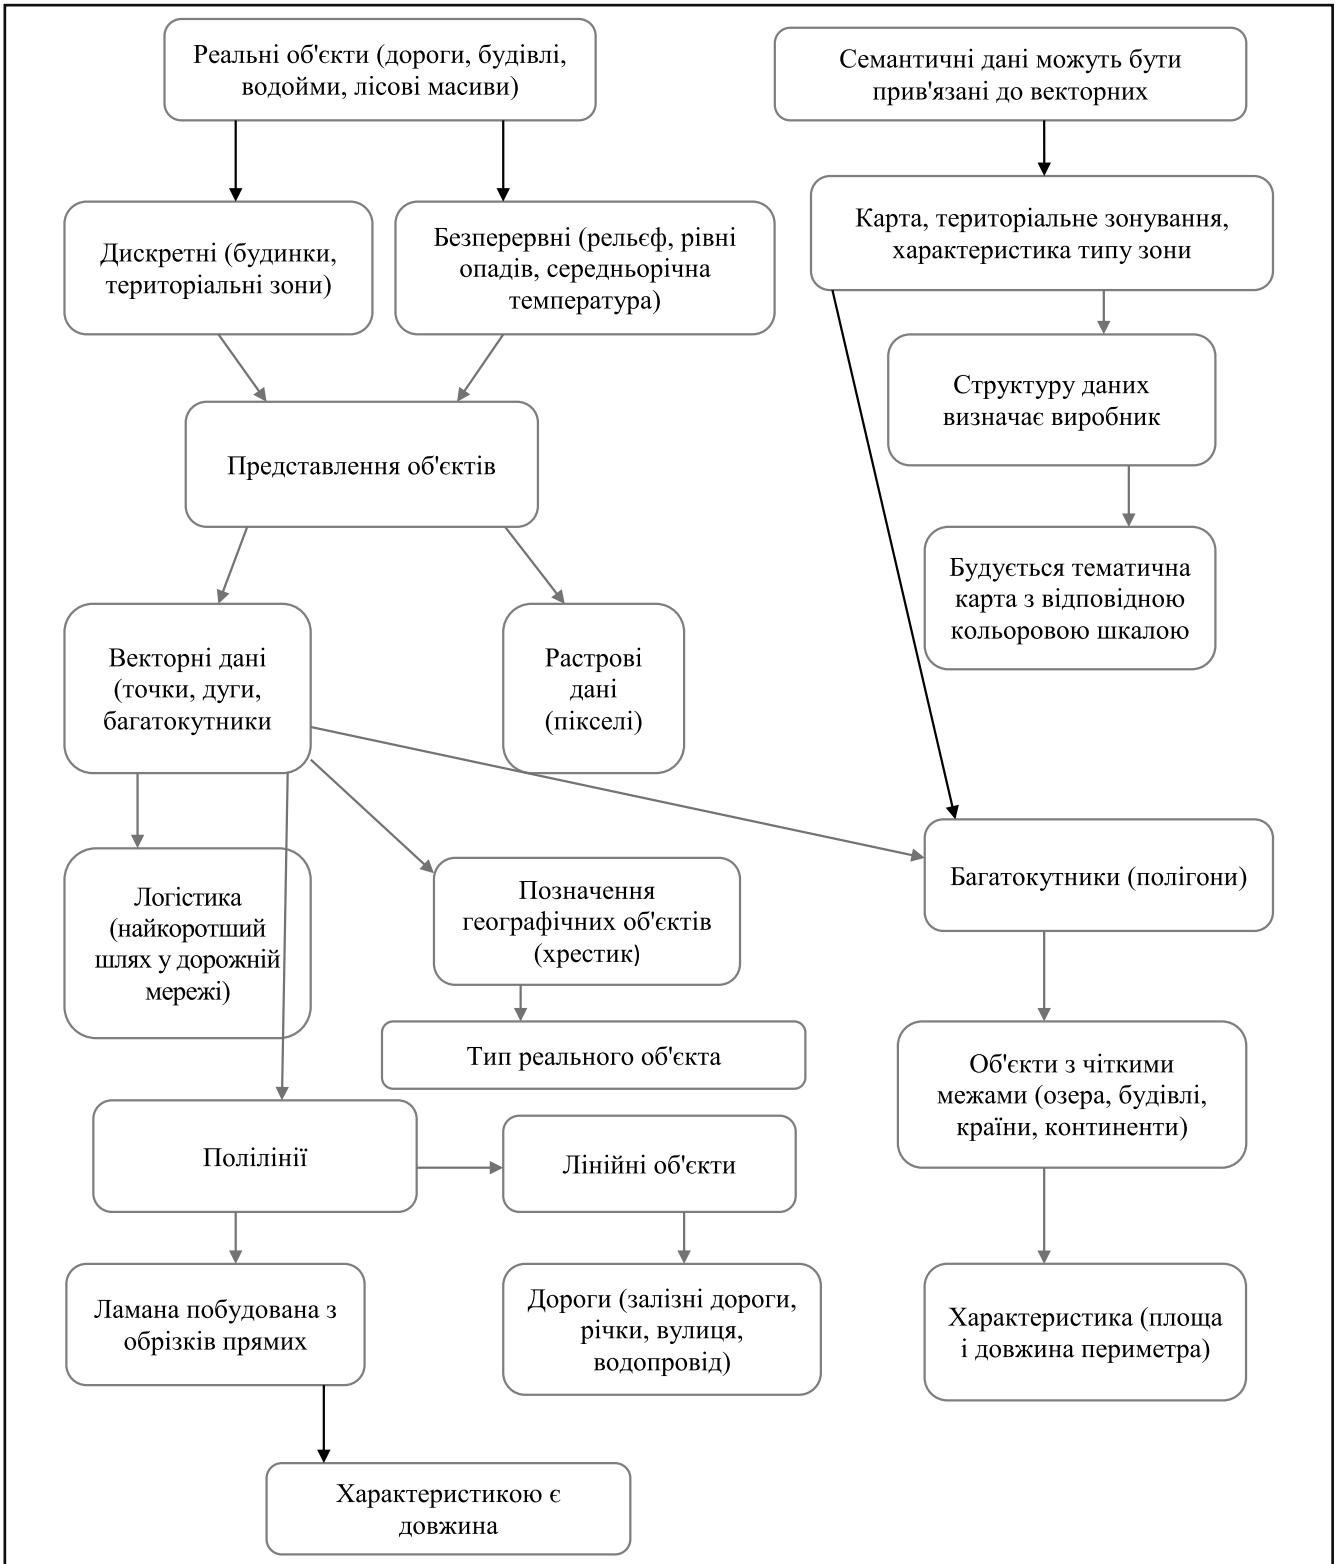 Реальні об'єкти (дороги, будівлі,
водойми, лісові масиви)
Семантичні дані можуть бути
прив'язані до векторних
Карта, територіальне зонування,
характеристика типу зони
Дискретні (будинки,
територіальні зони)
Безперервні (рельєф, рівні
опадів, середньорічна
температура)
Структуру даних
визначає виробник
Представлення об'єктів
Будується тематична
карта з відповідною
кольоровою шкалою
Векторні дані
(точки, дуги,
багатокутники
Растрові
дані
(пікселі)
Багатокутники (полігони)
Логістика
(найкоротший
шлях у дорожній
мережі)
Позначення
географічних об'єктів
(хрестик)
Тип реального об'єкта
Об'єкти з чіткими
межами (озера, будівлі,
країни, континенти)
Полілінії
Лінійні об'єкти
Ламана побудована з
обрізків прямих
Дороги (залізні дороги,
річки, вулиця,
водопровід)
Характеристика (площа
і довжина периметра)
Характеристикою є
довжина